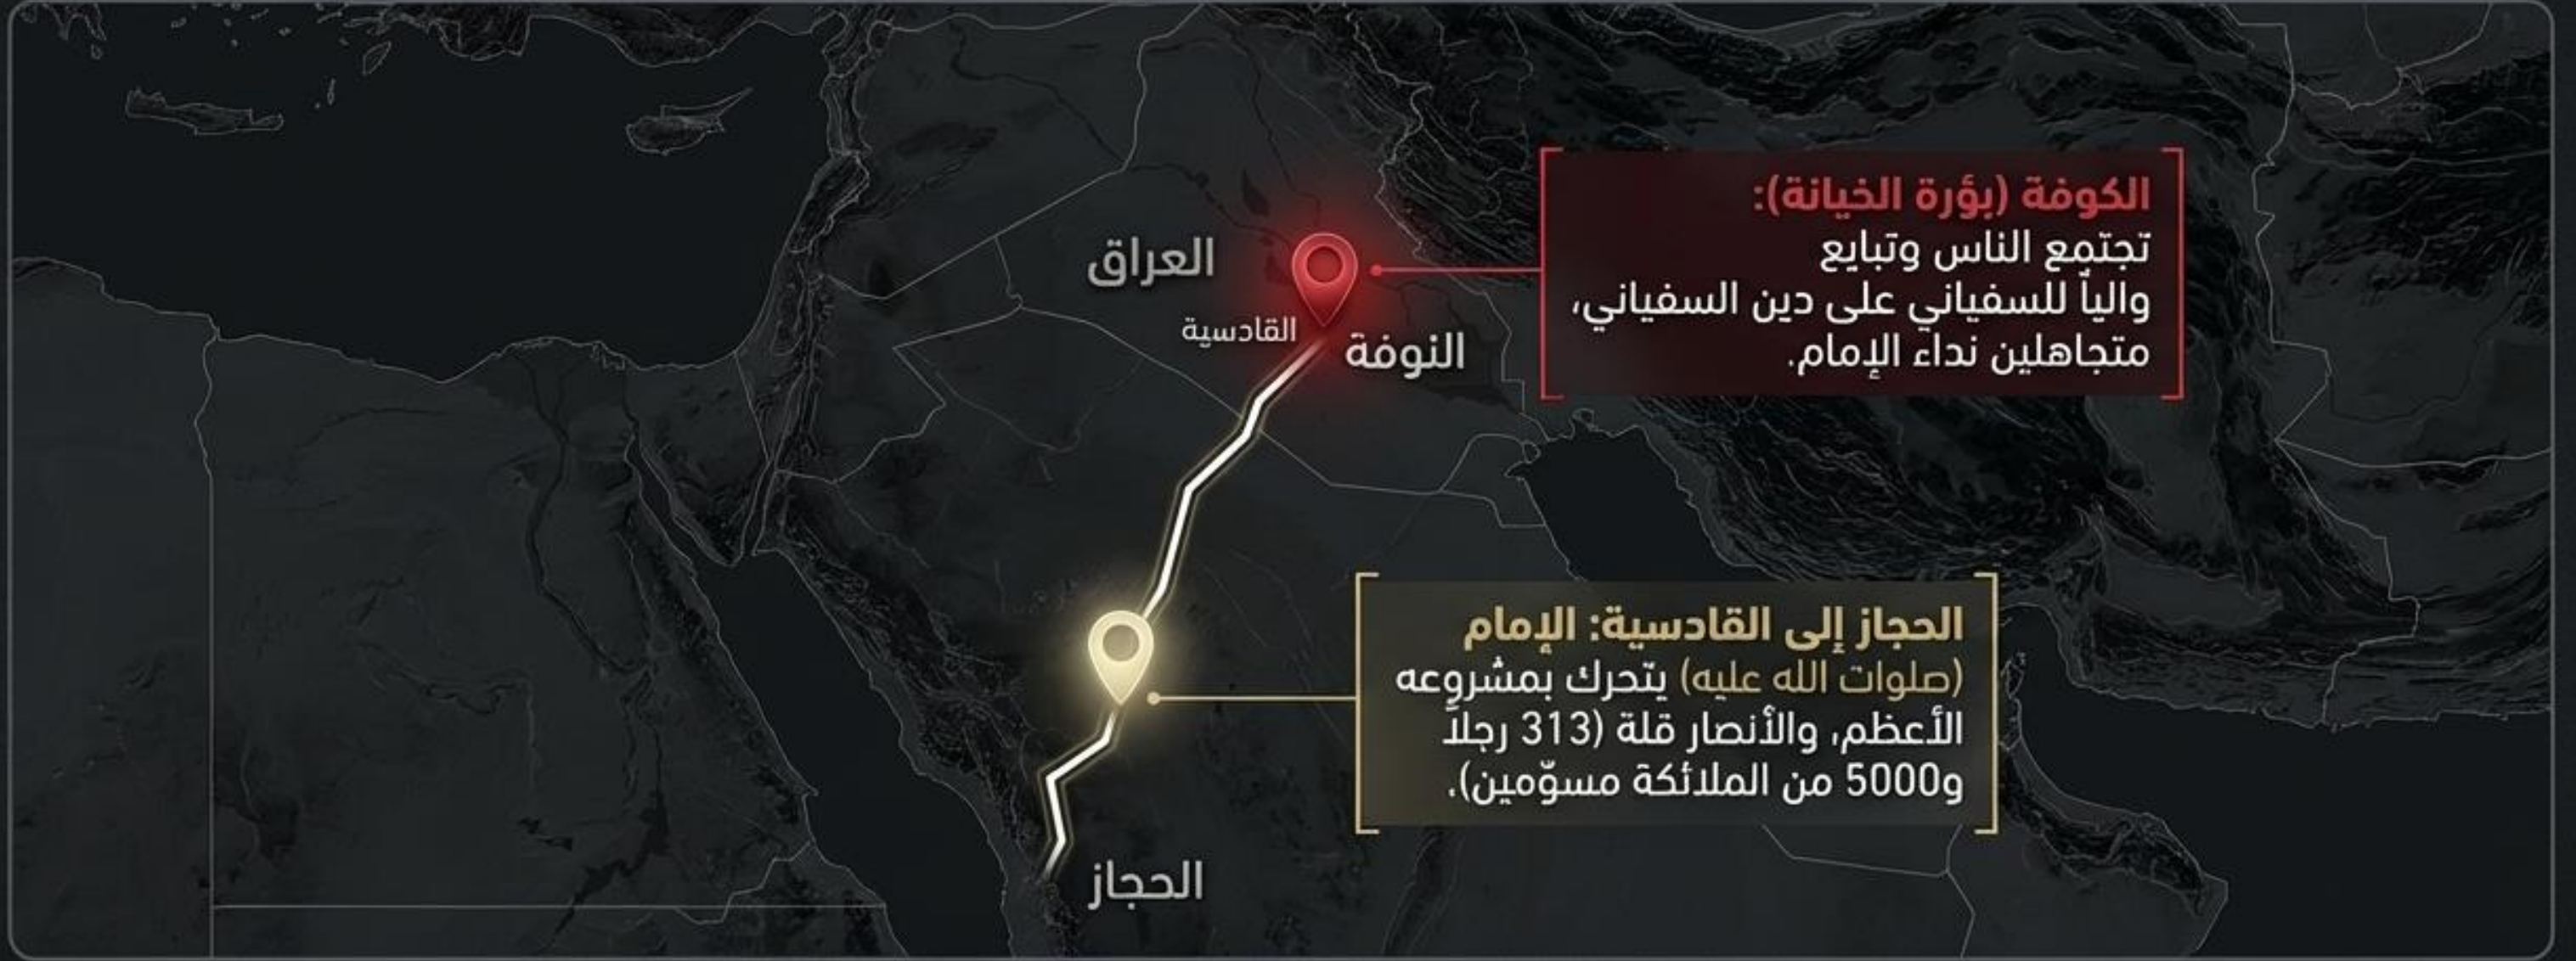 الكوفة (بؤرة الخيانة):
تجتمع الناس وتبايع
والياً للسفياني على دين السفياني،
متجاهلين نداء الإمام.
العراق
القادسية
النوفة
الحجاز إلى القادسية: الإمام
(صلوات الله عليه) يتحرك بمشروعه
الأعظم، والأنصار قلة (313 رجلاً
و5000 من الملائكة مسوّمين).
الحجاز